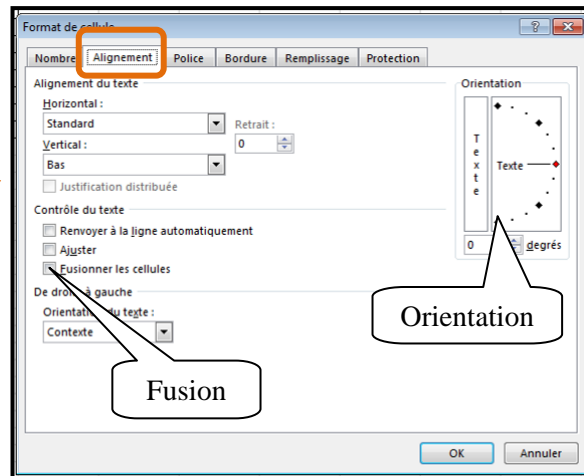 Format de cellule
Nombre Alignement Police Bordure Remplissage Protection
Alignement du texte
Horizontal :
Standard
Retrait :
Vertical :
0
Bas
Justification distribuée
Contrôle du texte
Renvoyer à la ligne automatiquement
Ajuster
Fusionner les cellules
De droite à gauche
Orientation du texte :
Contexte
Orientation
Texte
Texte
0 degrés
Orientation
Fusion
OK Annuler